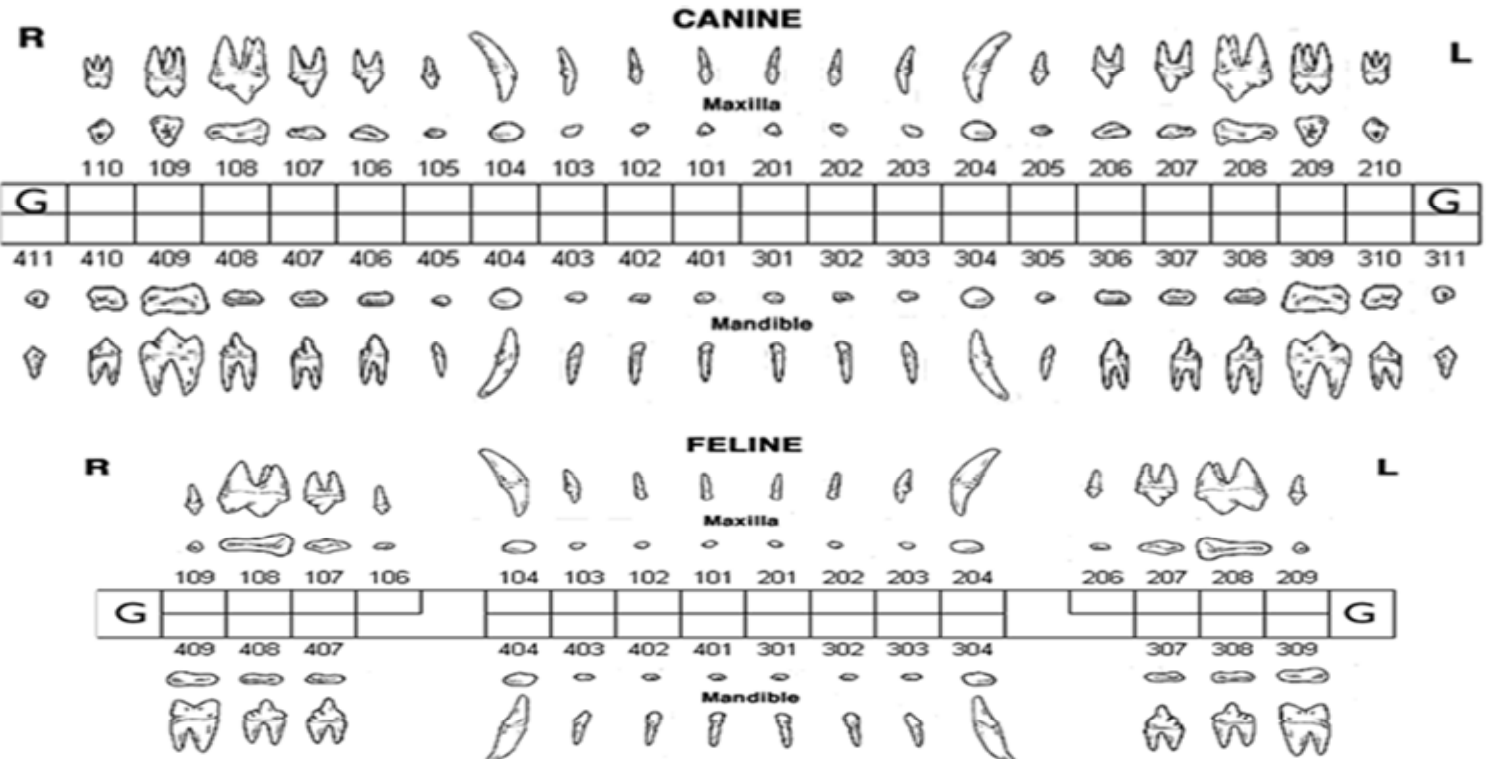 CANINE
R L
Maxilla
110 109 108 107 106 105 104 103 102 101 201 202 203 204 205 206 207 208 209 210
G G
411 410 409 408 407 406 405 404 403 402 401 301 302 303 304 305 306 307 308 309 310 311
Mandible
FELINE
R L
Maxilla
109 108 107 106 104 103 102 101 201 202 203 204 206 207 208 209
G G
409 408 407 404 403 402 401 301 302 303 304 307 308 309
Mandible